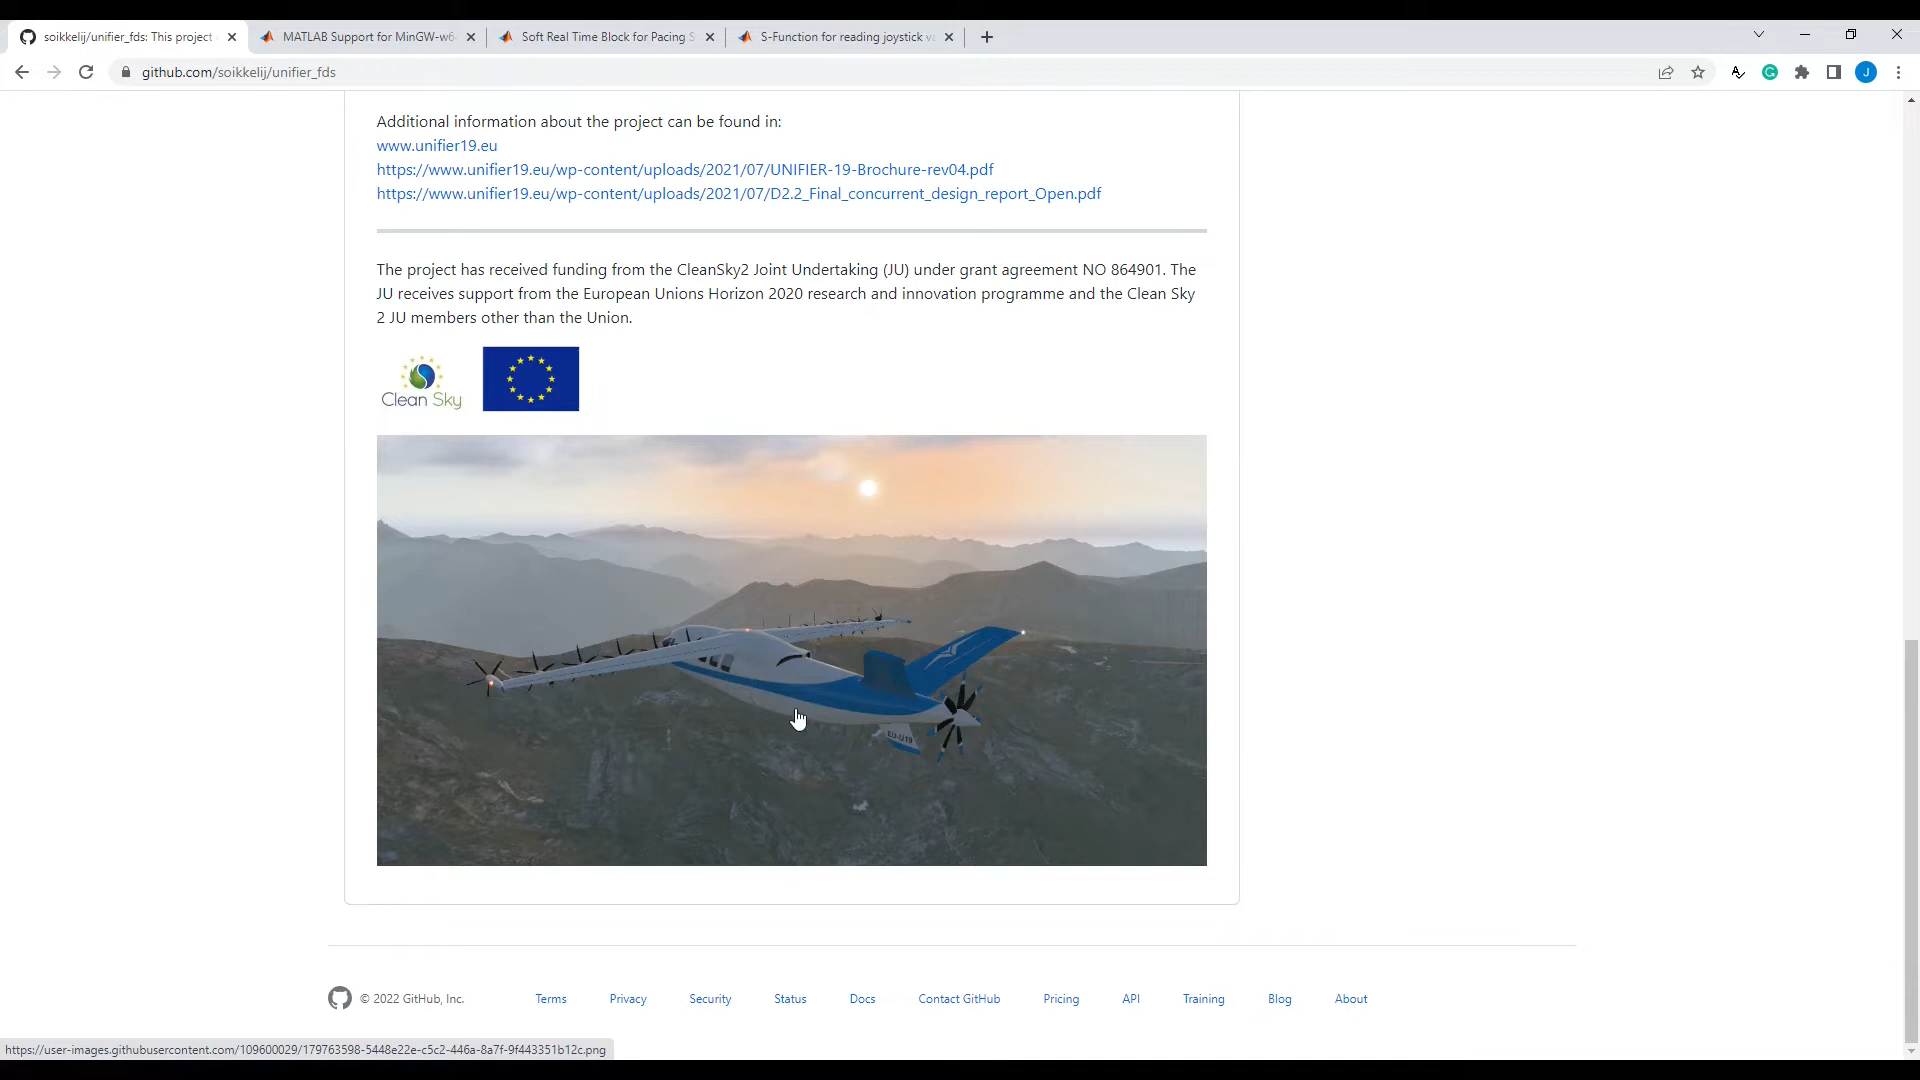 soikkelij/unifier_fds: This project
MATLAB Support for MinGW-w6
Soft Real Time Block for Pacing S
S-Function for reading joystick va
github.com/soikkelij/unifier_fds
G
J
Additional information about the project can be found in:
www.unifier19.eu
https://www.unifier19.eu/wp-content/uploads/2021/07/UNIFIER-19-Brochure-rev04.pdf
https://www.unifier19.eu/wp-content/uploads/2021/07/D2.2_Final_concurrent_design_report_Open.pdf
The project has received funding from the CleanSky2 Joint Undertaking (JU) under grant agreement NO 864901. The
JU receives support from the European Unions Horizon 2020 research and innovation programme and the Clean Sky
2 JU members other than the Union.
Clean Sky
EU-U19
© 2022 GitHub, Inc.
Terms
Privacy
Security
Status
Docs
Contact GitHub
Pricing
API
Training
Blog
About
https://user-images.githubusercontent.com/109600029/179763598-5448e22e-c5c2-446a-8a7f-9f443351b12c.png